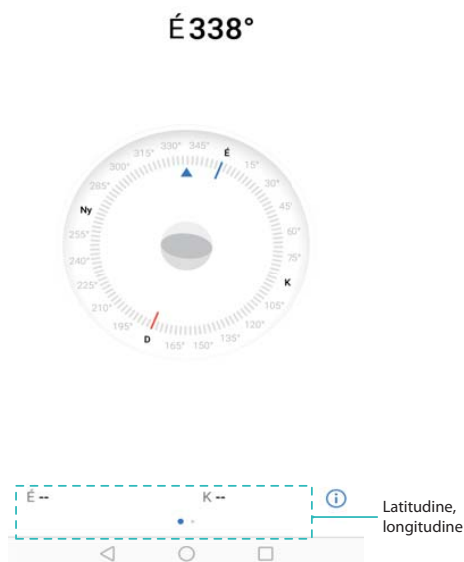 É 338°
330° 345°
315° É 15°
300° 30°
285° 45°
Ny 60°
255° 75°
240° K
225° 105°
210° 120°
195° 135°
D 165° 150°
É -- K --
Latitudine,
longitudine